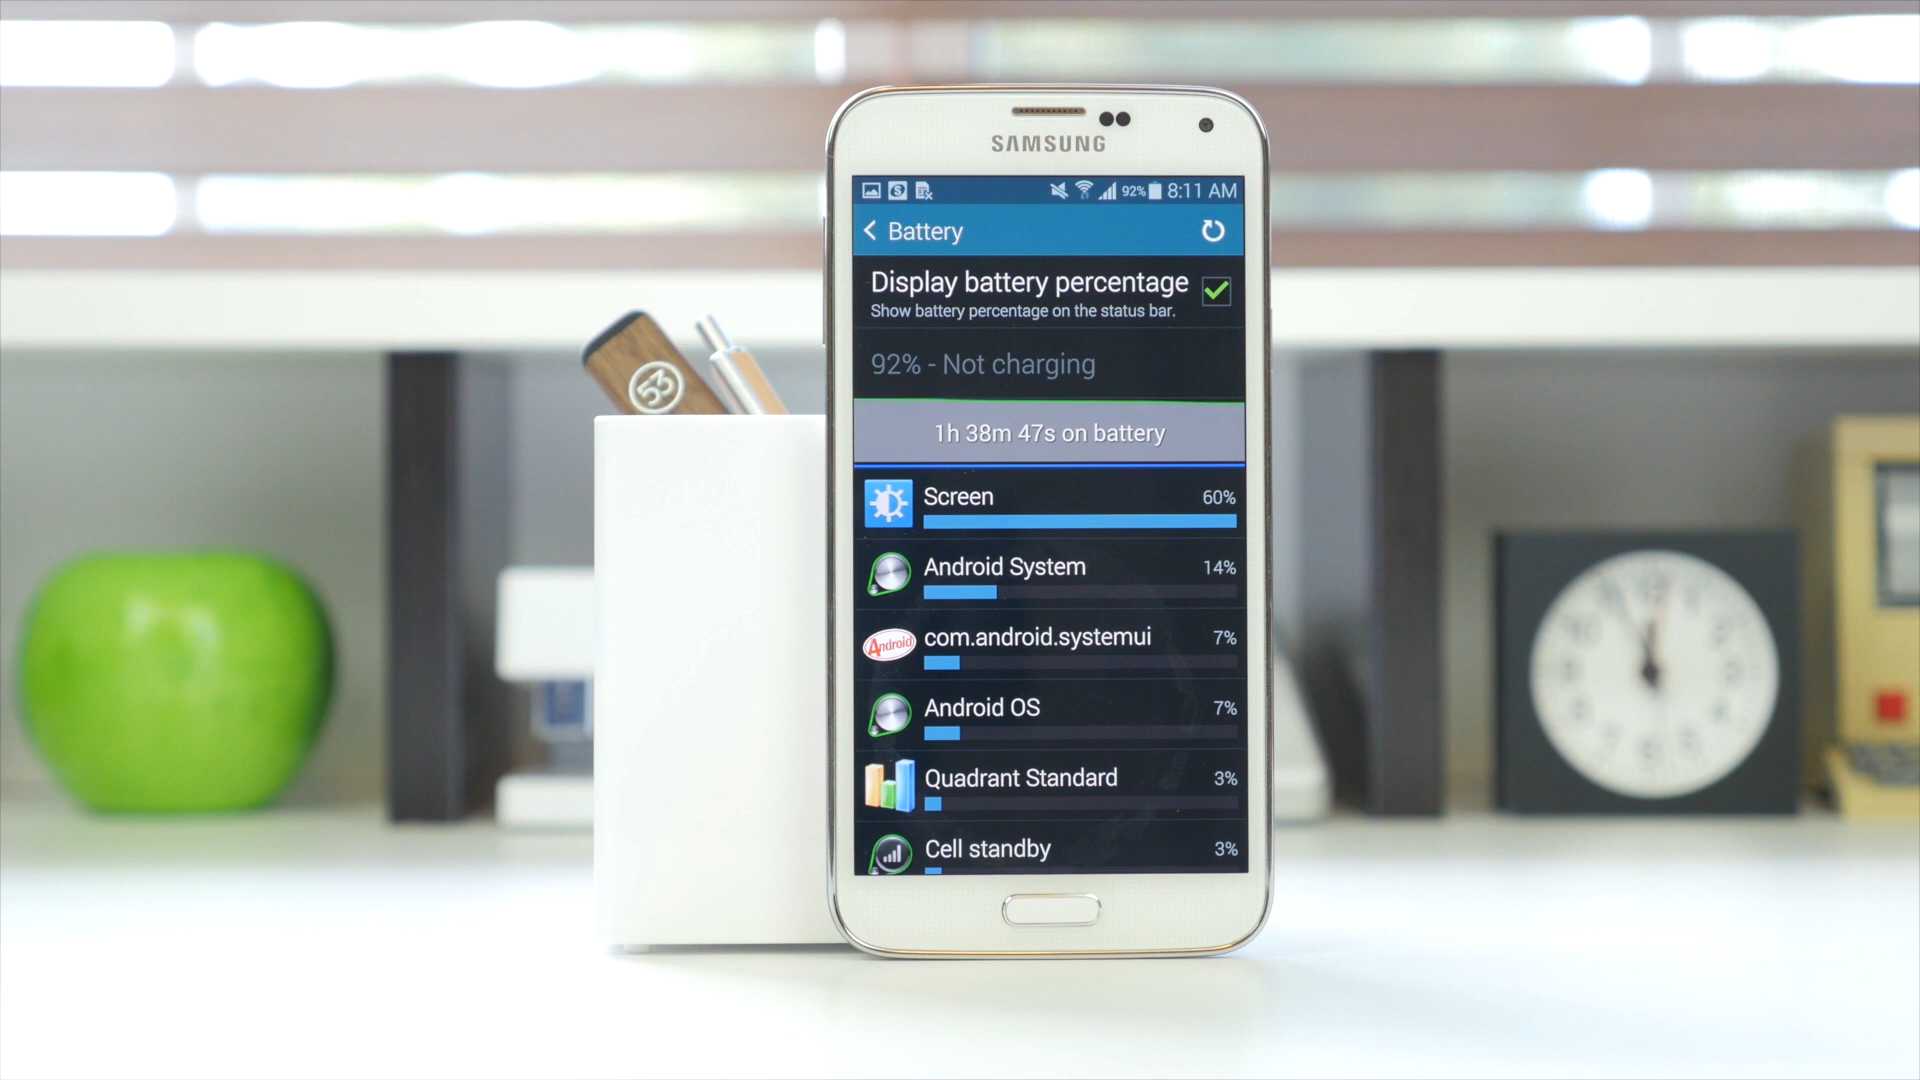 SAMSUNG
92% 8:11 AM
Battery
Display battery percentage
Show battery percentage on the status bar.
92% - Not charging
53
1h 38m 47s on battery
Screen 60%
Android System 14%
com.android.systemui 7%
Android
Android OS 7%
Quadrant Standard 3%
Cell standby 3%